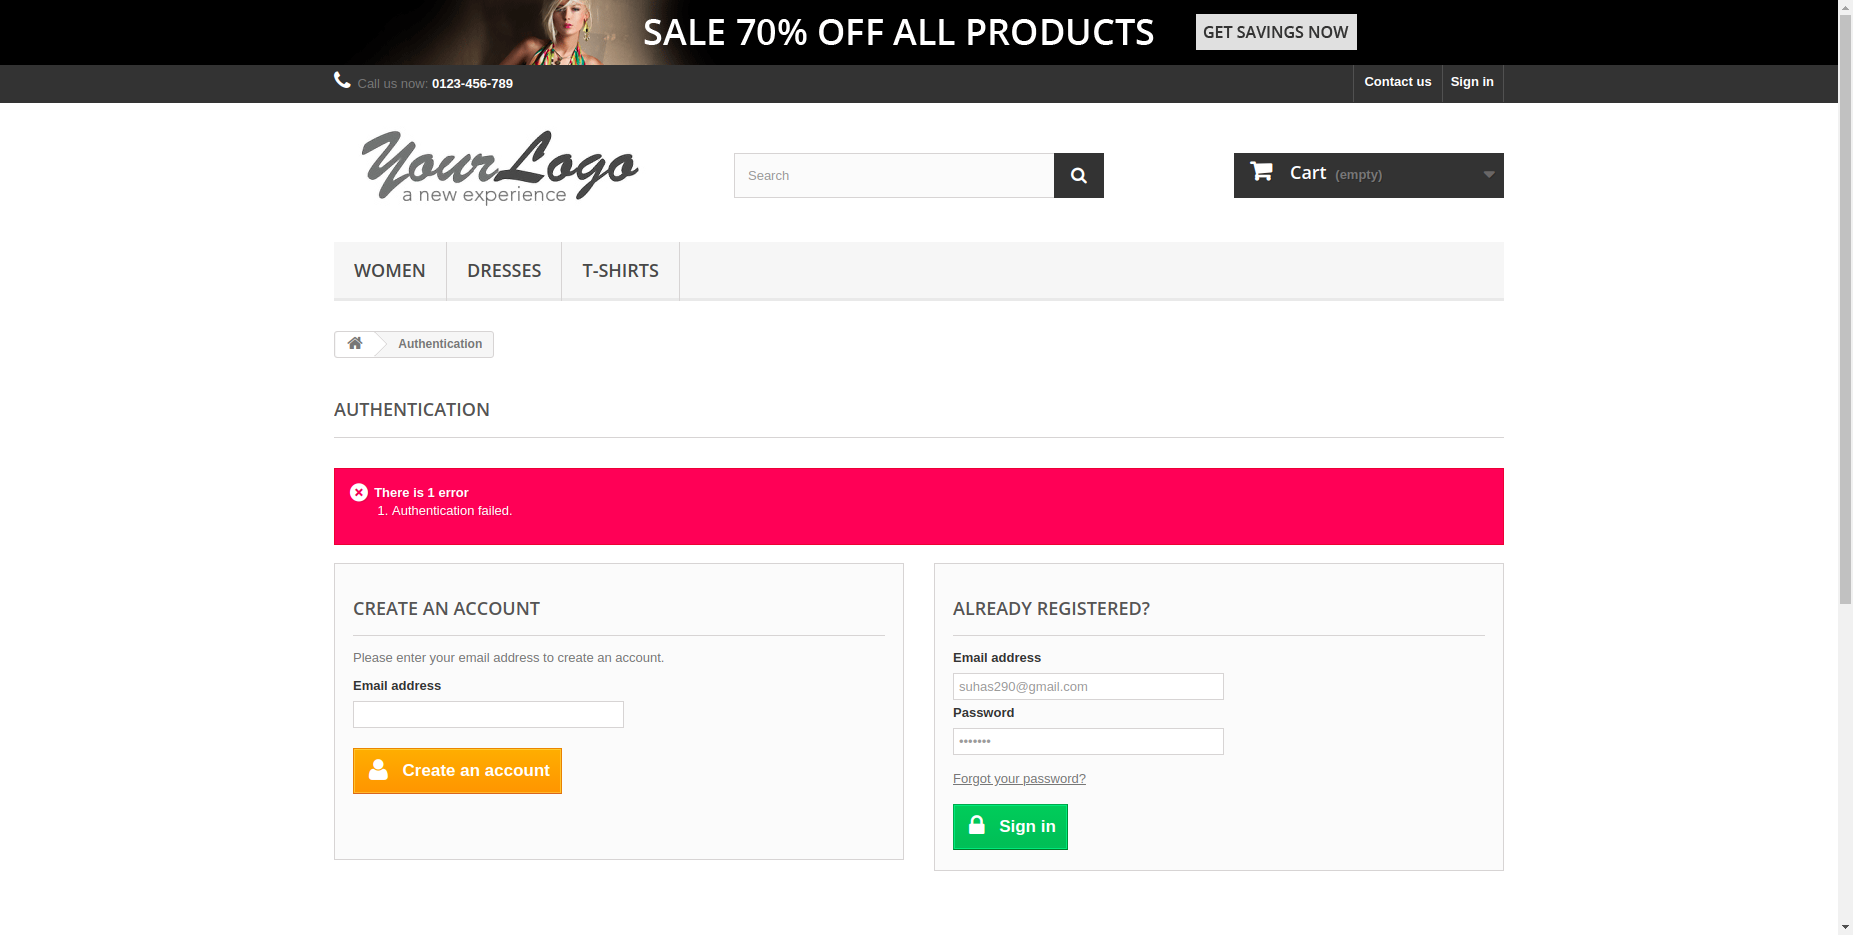 SALE 70% OFF ALL PRODUCTS GET SAVINGS NOW
Call us now: 0123-456-789 Contact us Sign in
YourLogo
a new experience
Search
Cart (empty)
WOMEN DRESSES T-SHIRTS
Authentication
AUTHENTICATION
There is 1 error
1. Authentication failed.
CREATE AN ACCOUNT
Please enter your email address to create an account.
Email address
Create an account
ALREADY REGISTERED?
Email address
suhas290@gmail.com
Password
•••••••
Forgot your password?
Sign in